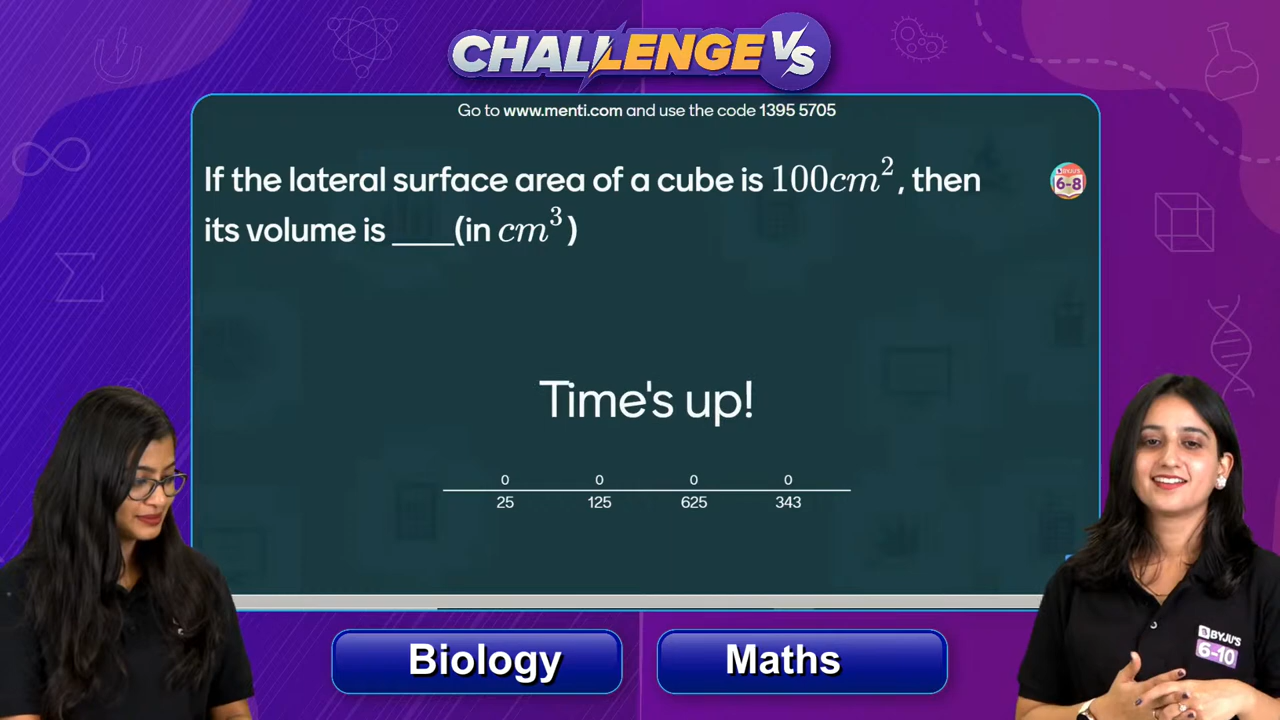 CHALLENGE VS
Go to www.menti.com and use the code 1395 5705
If the lateral surface area of a cube is 100cm², then
its volume is ____(in cm³)
BYJU'S
6-8
Time's up!
0 0 0 0
25 125 625 343
BYJU'S
6-10
Biology Maths